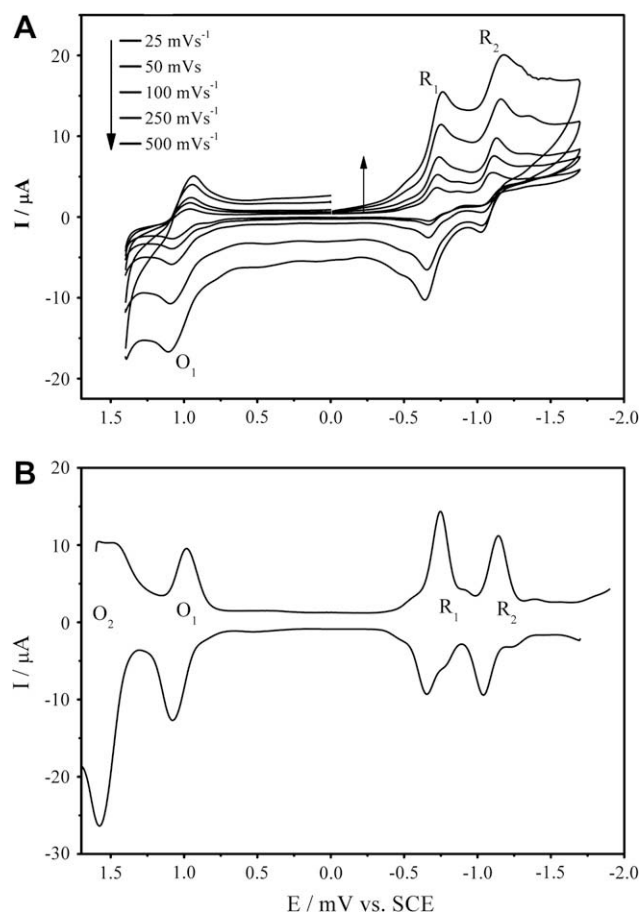 A
25 mVs⁻¹
50 mVs
100 mVs⁻¹
250 mVs⁻¹
500 mVs⁻¹
R₁
R₂
O₁
I / µA
20
10
0
-10
-20
1.5 1.0 0.5 0.0 -0.5 -1.0 -1.5 -2.0
B
O₂
O₁
R₁
R₂
I / µA
20
10
0
-10
-20
-30
1.5 1.0 0.5 0.0 -0.5 -1.0 -1.5 -2.0
E / mV vs. SCE